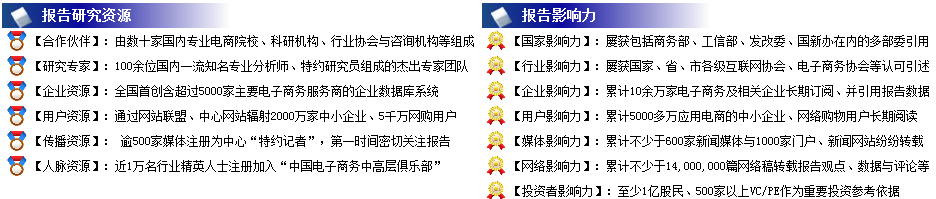 报告研究资源
【合作伙伴】：由数十家国内专业电商院校、科研机构、行业协会与咨询机构等组成
【研究专家】：100余位国内一流知名专业分析师、特约研究员组成的杰出专家团队
【企业资源】：全国首创含超过5000家主要电子商务服务商的企业数据库系统
【用户资源】：通过网站联盟、中心网站辐射2000万家中小企业、5千万网购用户
【传播资源】： 逾500家媒体注册为中心“特约记者”，第一时间密切关注报告
【人脉资源】：近1万名行业精英人士注册加入“中国电子商务中高层俱乐部”
报告影响力
【国家影响力】：屡获包括商务部、工信部、发改委、国新办在内的多部委引用
【行业影响力】：屡获国家、省、市各级互联网协会、电子商务协会等认可引述
【企业影响力】：累计10余万家电子商务及相关企业长期订阅、并引用报告数据
【用户影响力】：累计5000多万应用电商的中小企业、网络购物用户长期阅读
【媒体影响力】：累计不少于600家新闻媒体与1000家门户、新闻网站纷纷转载
【网络影响力】：累计不少于14,000,000篇网络稿转载报告观点、数据与评论等
【投资者影响力】：至少1亿股民、500家以上VC/PE作为重要投资参考依据